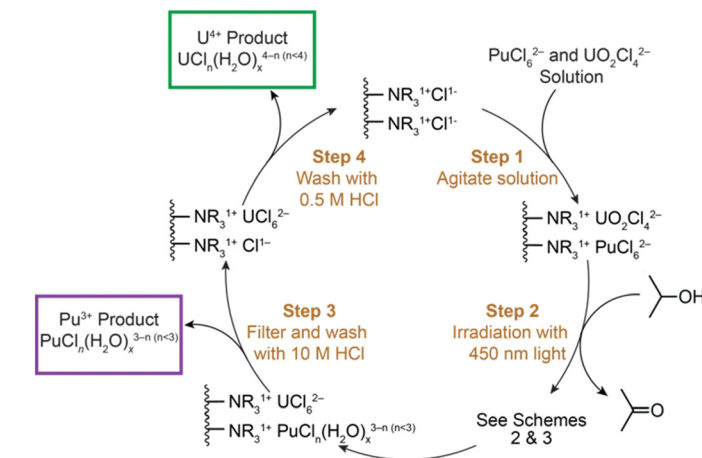 U⁴⁺ Product
UClₙ(H₂O)ₓ⁴⁻ⁿ ⁽ⁿ<⁴⁾
PuCl₆²⁻ and UO₂Cl₄²⁻
Solution
NR₃¹⁺Cl¹⁻
NR₃¹⁺Cl¹⁻
Step 4
Wash with
0.5 M HCl
Step 1
Agitate solution
NR₃¹⁺ UCl₆²⁻
NR₃¹⁺ Cl¹⁻
NR₃¹⁺ UO₂Cl₄²⁻
NR₃¹⁺ PuCl₆²⁻
Pu³⁺ Product
PuClₙ(H₂O)ₓ³⁻ⁿ ⁽ⁿ<³⁾
Step 3
Filter and wash
with 10 M HCl
Step 2
Irradiation with
450 nm light
OH
NR₃¹⁺ UCl₆²⁻
NR₃¹⁺ PuClₙ(H₂O)ₓ³⁻ⁿ ⁽ⁿ<³⁾
See Schemes
2 & 3
O